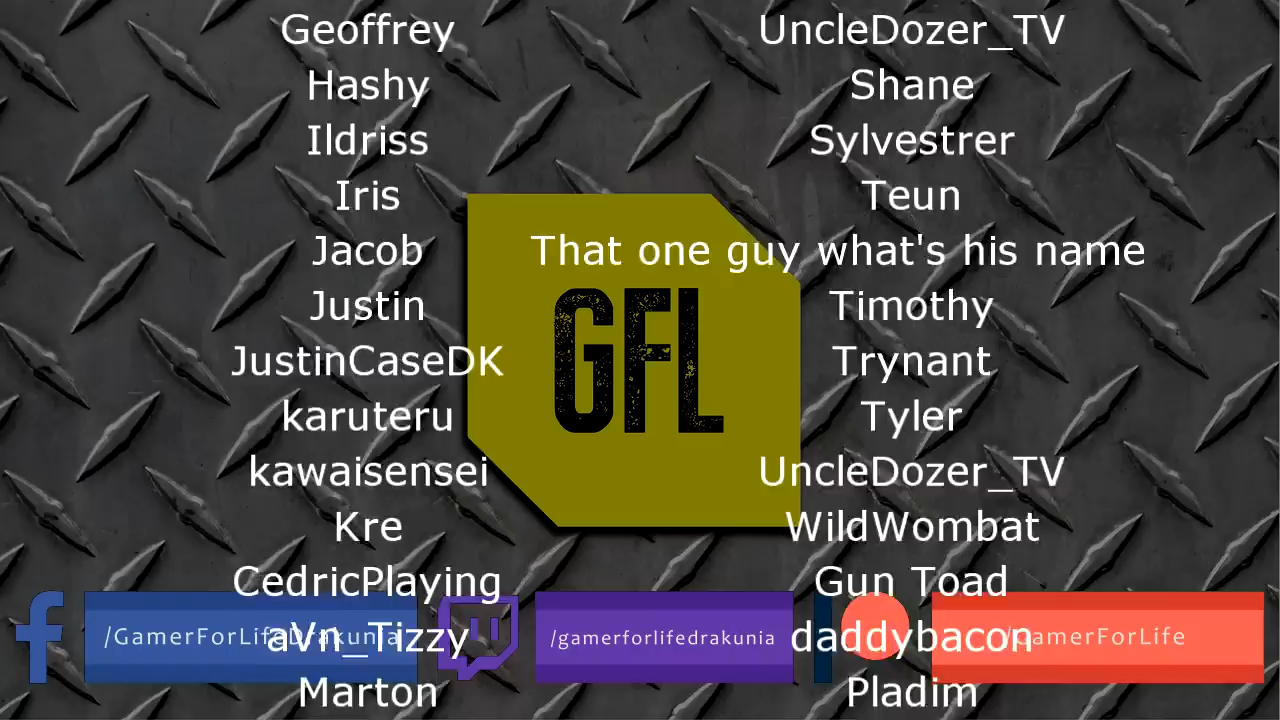 Geoffrey
Hashy
Ildriss
Iris
Jacob
Justin
JustinCaseDK
karuteru
kawaisensei
Kre
CedricPlaying
aVn_Tizzy
Marton
UncleDozer_TV
Shane
Sylvestrer
Teun
That one guy what's his name
Timothy
Trynant
Tyler
UncleDozer_TV
WildWombat
Gun Toad
daddybacon
Pladim
GFL
/GamerForLifeDrakunia
/gamerforlifedrakunia
/GamerForLife